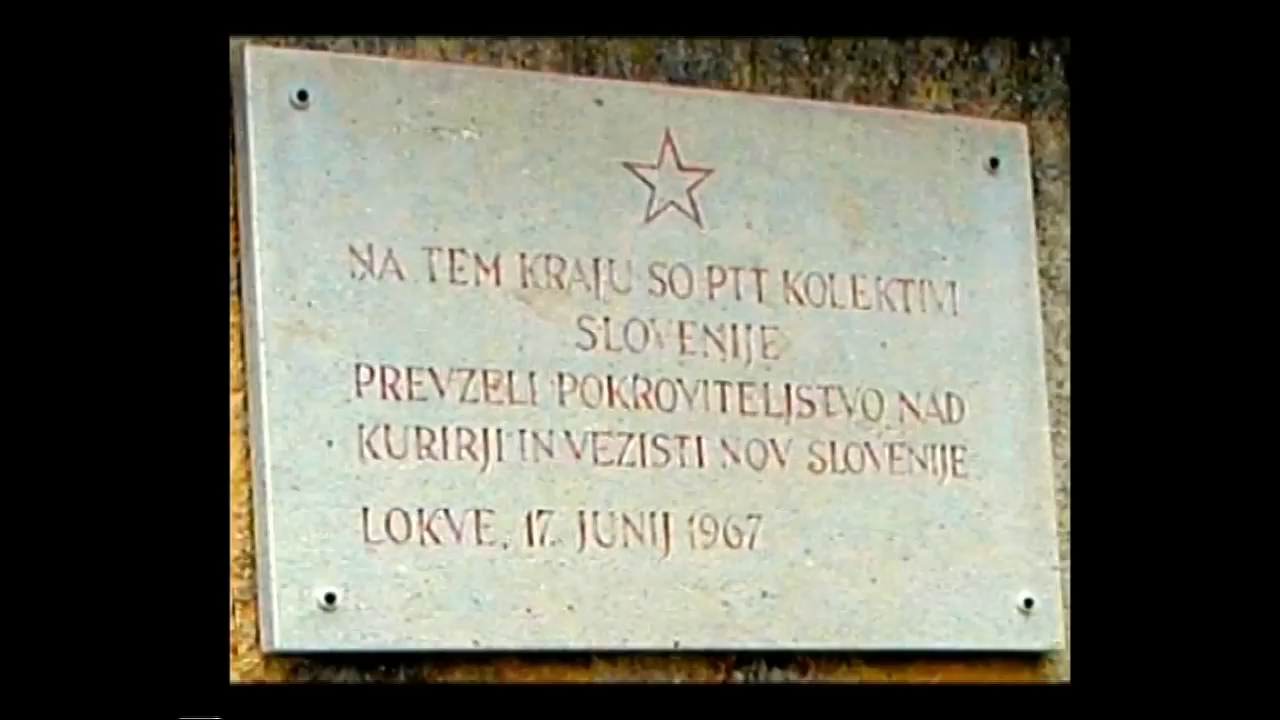 NA TEM KRAJU SO PTT KOLEKTIVI
SLOVENIJE
PREVZELI POKROVITELJSTVO NAD
KURIRJI IN VEZISTI NOV SLOVENIJE
LOKVE, 17. JUNIJ 1967